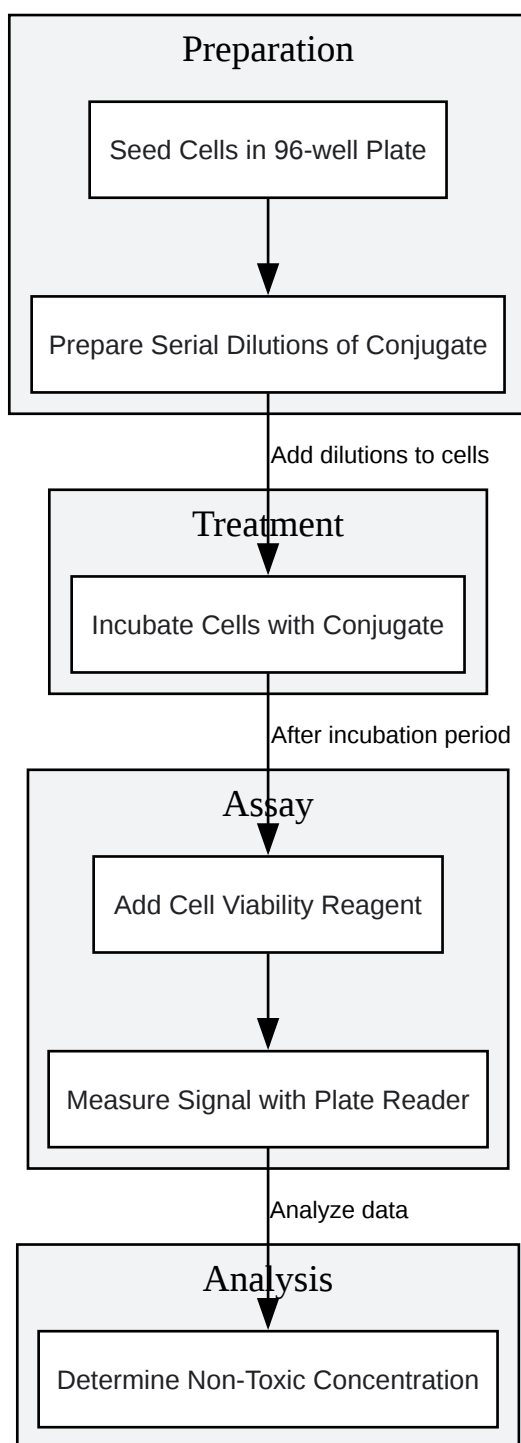 Preparation
Seed Cells in 96-well Plate
Prepare Serial Dilutions of Conjugate
Add dilutions to cells
Treatment
Incubate Cells with Conjugate
After incubation period
Assay
Add Cell Viability Reagent
Measure Signal with Plate Reader
Analyze data
Analysis
Determine Non-Toxic Concentration